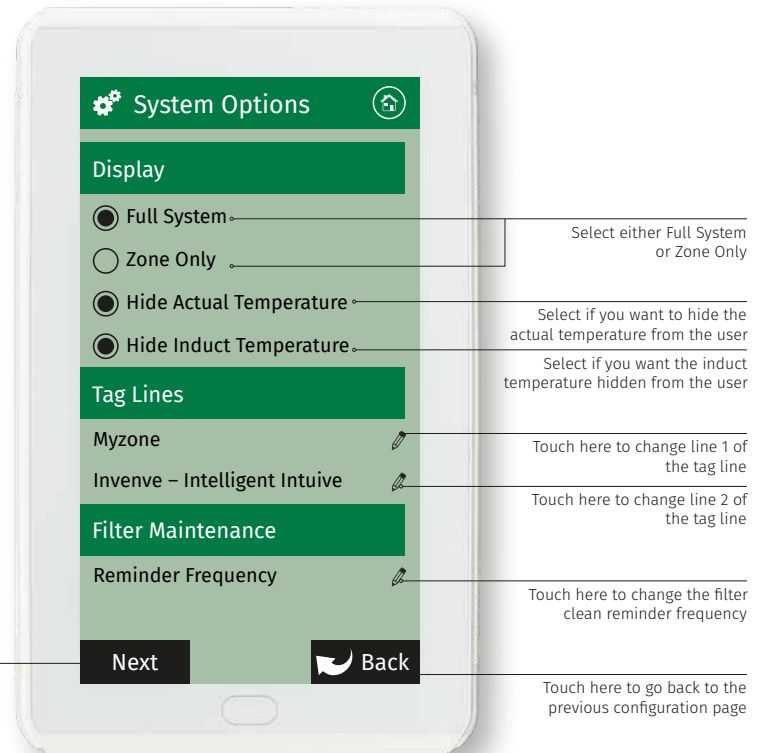 System Options
Display
Full System
Zone Only
Hide Actual Temperature
Hide Induct Temperature
Tag Lines
Myzone
Invenve – Intelligent Intuive
Filter Maintenance
Reminder Frequency
Next
Back
Select either Full System
or Zone Only
Select if you want to hide the
actual temperature from the user
Select if you want the induct
temperature hidden from the user
Touch here to change line 1 of
the tag line
Touch here to change line 2 of
the tag line
Touch here to change the filter
clean reminder frequency
Touch here to go back to the
previous configuration page